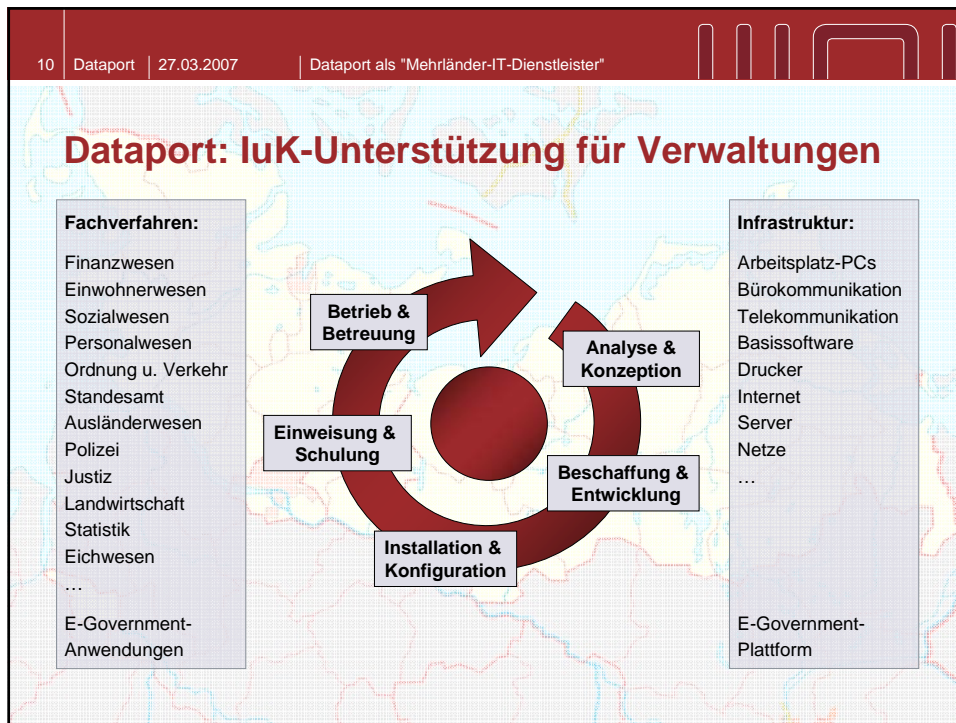 10 Dataport 27.03.2007 Dataport als "Mehrländer-IT-Dienstleister"
Dataport: IuK-Unterstützung für Verwaltungen
Fachverfahren:
Finanzwesen
Einwohnerwesen
Sozialwesen
Personalwesen
Ordnung u. Verkehr
Standesamt
Ausländerwesen
Polizei
Justiz
Landwirtschaft
Statistik
Eichwesen
…
E-Government-
Anwendungen
Betrieb &
Betreuung
Analyse &
Konzeption
Einweisung &
Schulung
Beschaffung &
Entwicklung
Installation &
Konfiguration
Infrastruktur:
Arbeitsplatz-PCs
Bürokommunikation
Telekommunikation
Basissoftware
Drucker
Internet
Server
Netze
…
E-Government-
Plattform